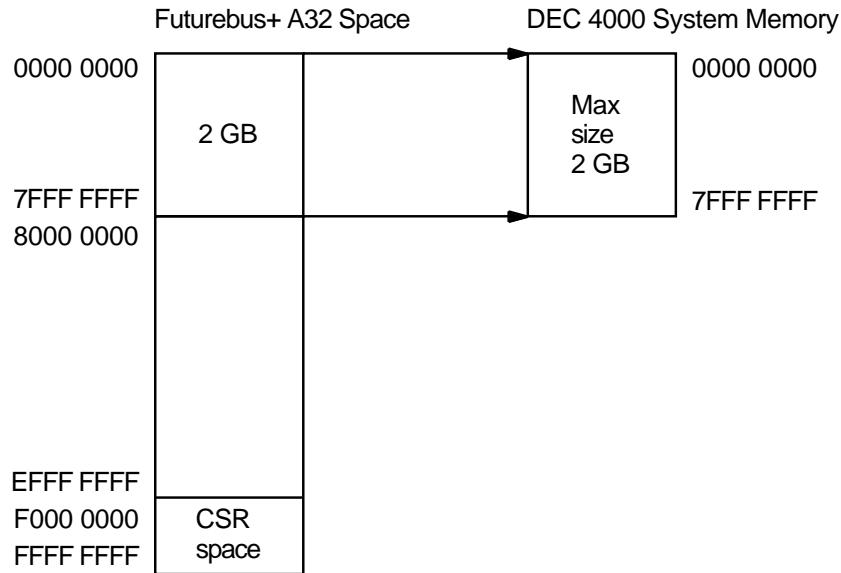 Futurebus+ A32 Space
DEC 4000 System Memory
0000 0000
0000 0000
2 GB
Max
size
2 GB
7FFF FFFF
7FFF FFFF
8000 0000
EFFF FFFF
F000 0000
CSR
space
FFFF FFFF